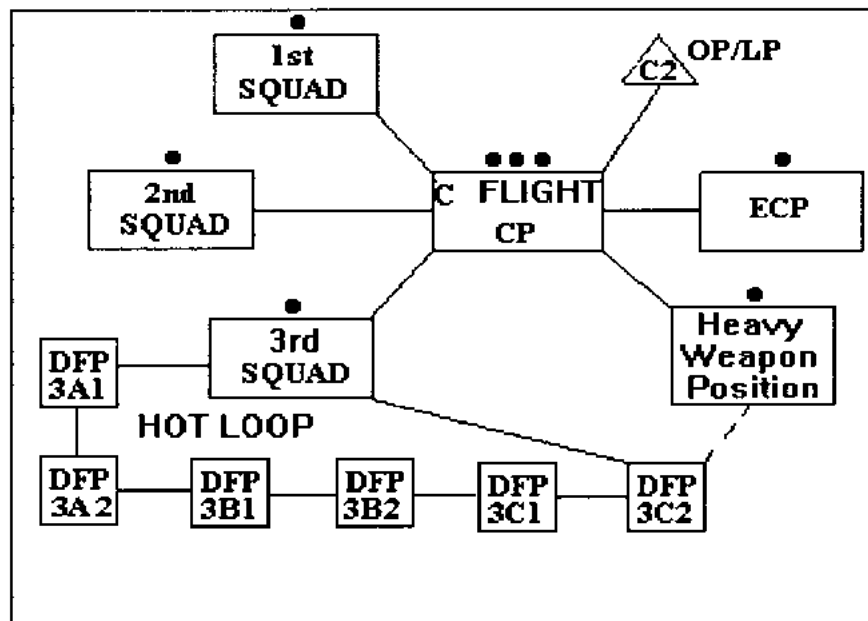 1st
SQUAD
C2
OP/LP
2nd
SQUAD
C FLIGHT
CP
ECP
3rd
SQUAD
Heavy
Weapon
Position
DFP
3A1
HOT LOOP
DFP
3A2
DFP
3B1
DFP
3B2
DFP
3C1
DFP
3C2